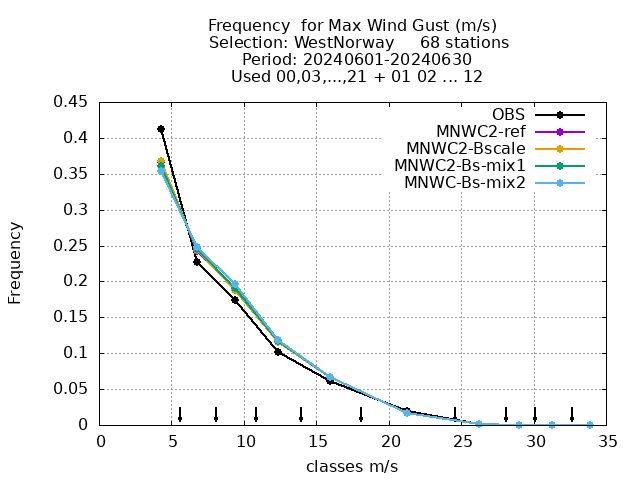 Frequency  for Max Wind Gust (m/s)
Selection: WestNorway     68 stations
Period: 20240601-20240630
Used 00,03,...,21 + 01 02 ... 12
OBS
MNWC2-ref
MNWC2-Bscale
MNWC2-Bs-mix1
MNWC-Bs-mix2
Frequency
0.45
0.4
0.35
0.3
0.25
0.2
0.15
0.1
0.05
0
0 5 10 15 20 25 30 35
classes m/s